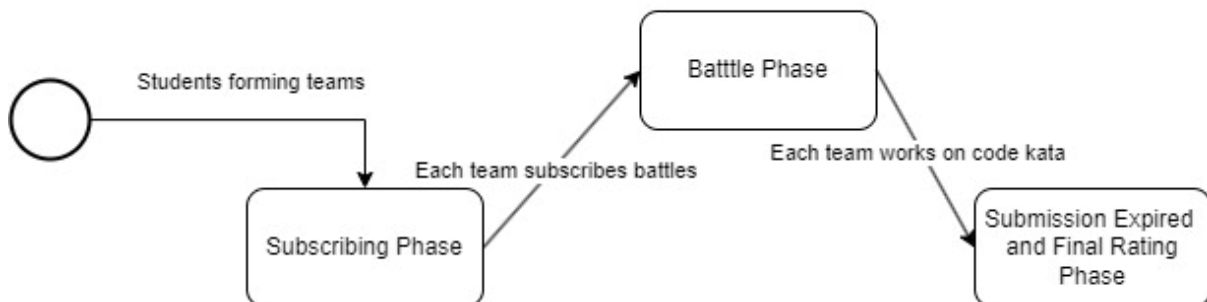 Students forming teams
Subscribing Phase
Each team subscribes battles
Batttle Phase
Each team works on code kata
Submission Expired
and Final Rating
Phase